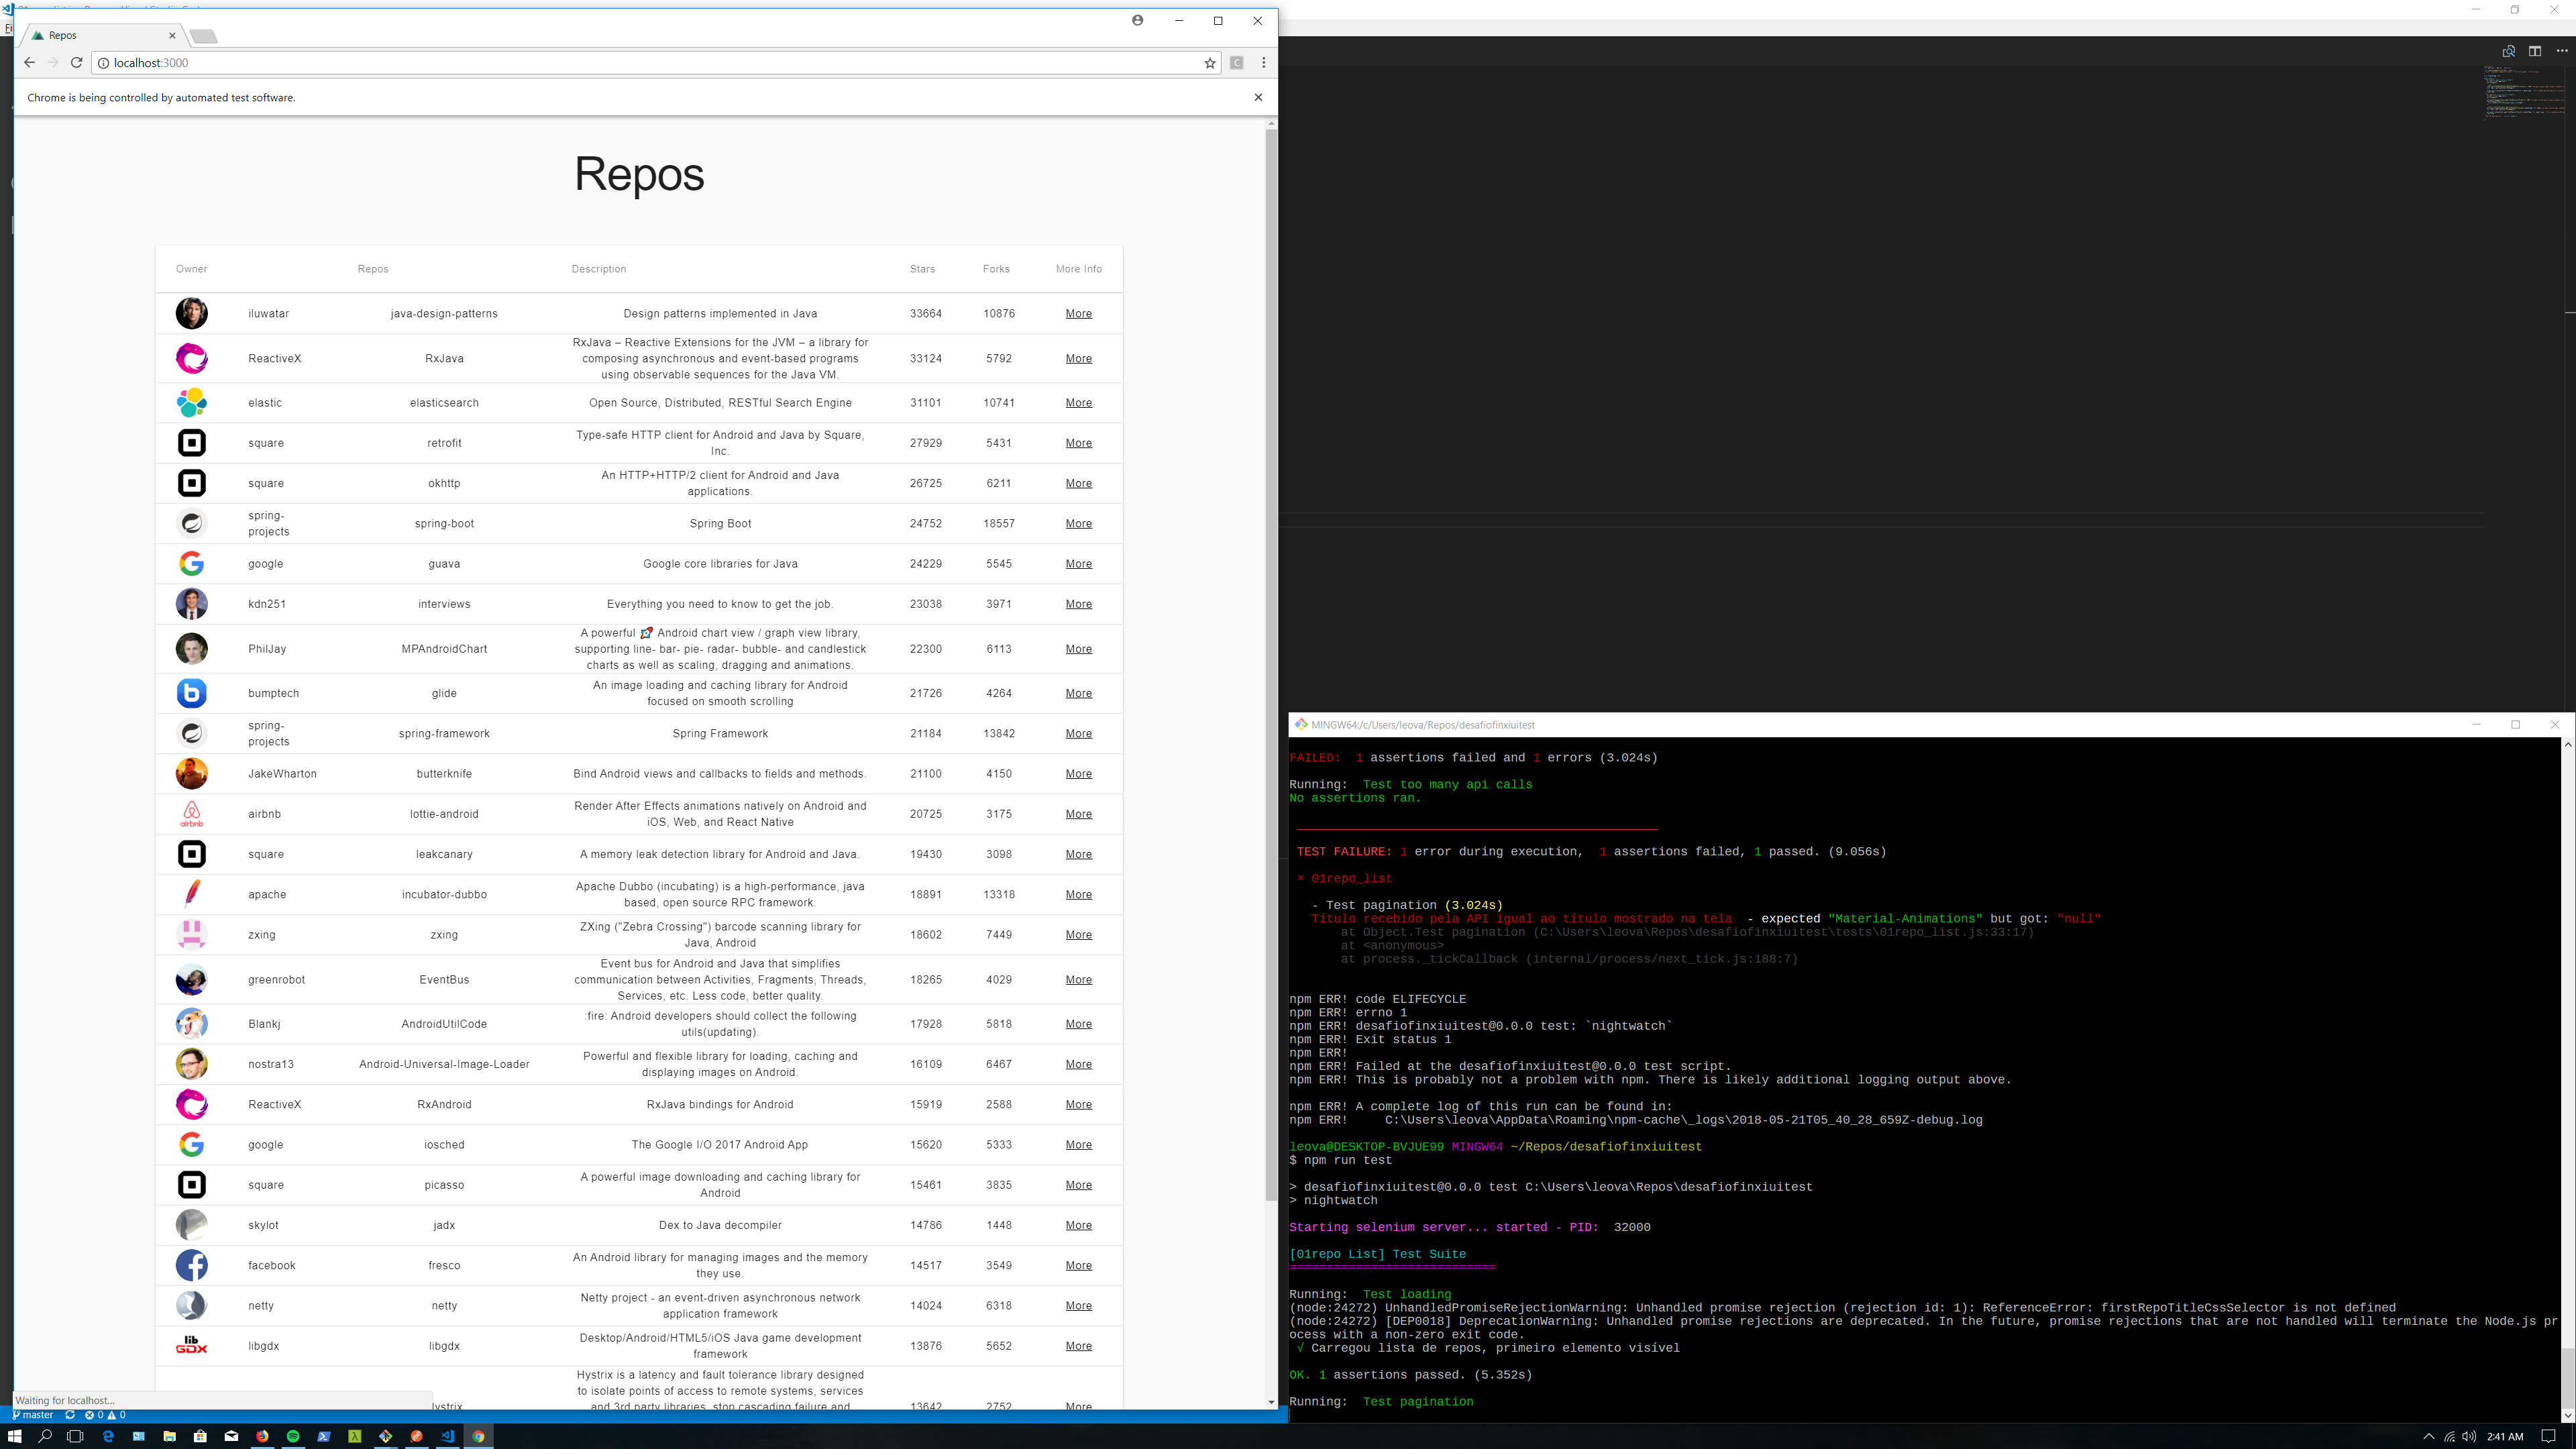 Repos
localhost:3000
Chrome is being controlled by automated test software.
Repos
Owner Repos Description Stars Forks More Info
iluwatar java-design-patterns Design patterns implemented in Java 33664 10876 More
ReactiveX RxJava RxJava – Reactive Extensions for the JVM – a library for
composing asynchronous and event-based programs
using observable sequences for the Java VM. 33124 5792 More
elastic elasticsearch Open Source, Distributed, RESTful Search Engine 31101 10741 More
square retrofit Type-safe HTTP client for Android and Java by Square,
Inc. 27929 5431 More
square okhttp An HTTP+HTTP/2 client for Android and Java
applications. 26725 6211 More
spring-
projects spring-boot Spring Boot 24752 18557 More
google guava Google core libraries for Java 24229 5545 More
kdn251 interviews Everything you need to know to get the job. 23038 3971 More
PhilJay MPAndroidChart A powerful 🚀 Android chart view / graph view library,
supporting line- bar- pie- radar- bubble- and candlestick
charts as well as scaling, dragging and animations. 22300 6113 More
bumptech glide An image loading and caching library for Android
focused on smooth scrolling 21726 4264 More
spring-
projects spring-framework Spring Framework 21184 13842 More
JakeWharton butterknife Bind Android views and callbacks to fields and methods. 21100 4150 More
airbnb airbnb lottie-android Render After Effects animations natively on Android and
iOS, Web, and React Native 20725 3175 More
square leakcanary A memory leak detection library for Android and Java. 19430 3098 More
apache incubator-dubbo Apache Dubbo (incubating) is a high-performance, java
based, open source RPC framework. 18891 13318 More
zxing zxing ZXing ("Zebra Crossing") barcode scanning library for
Java, Android 18602 7449 More
greenrobot EventBus Event bus for Android and Java that simplifies
communication between Activities, Fragments, Threads,
Services, etc. Less code, better quality. 18265 4029 More
Blankj AndroidUtilCode :fire: Android developers should collect the following
utils(updating). 17928 5818 More
nostra13 Android-Universal-Image-Loader Powerful and flexible library for loading, caching and
displaying images on Android. 16109 6467 More
ReactiveX RxAndroid RxJava bindings for Android 15919 2588 More
google iosched The Google I/O 2017 Android App 15620 5333 More
square picasso A powerful image downloading and caching library for
Android 15461 3835 More
skylot jadx Dex to Java decompiler 14786 1448 More
facebook fresco An Android library for managing images and the memory
they use. 14517 3549 More
netty netty Netty project - an event-driven asynchronous network
application framework 14024 6318 More
lib GDX libgdx libgdx Desktop/Android/HTML5/iOS Java game development
framework 13876 5652 More
Hystrix is a latency and fault tolerance library designed
to isolate points of access to remote systems, services
and 3rd party libraries, stop cascading failure and 13642 2752 More
Waiting for localhost...
master 0 0
MINGW64:/c/Users/leova/Repos/desafiofinxiuitest
FAILED: 1 assertions failed and 1 errors (3.024s)
Running: Test too many api calls
No assertions ran.
TEST FAILURE: 1 error during execution, 1 assertions failed, 1 passed. (9.056s)
× 01repo_list
- Test pagination (3.024s)
Título recebido pela API igual ao título mostrado na tela - expected "Material-Animations" but got: "null"
at Object.Test pagination (C:\Users\leova\Repos\desafiofinxiuitest\tests\01repo_list.js:33:17)
at <anonymous>
at process._tickCallback (internal/process/next_tick.js:188:7)
npm ERR! code ELIFECYCLE
npm ERR! errno 1
npm ERR! desafiofinxiuitest@0.0.0 test: `nightwatch`
npm ERR! Exit status 1
npm ERR!
npm ERR! Failed at the desafiofinxiuitest@0.0.0 test script.
npm ERR! This is probably not a problem with npm. There is likely additional logging output above.
npm ERR! A complete log of this run can be found in:
npm ERR! C:\Users\leova\AppData\Roaming\npm-cache\_logs\2018-05-21T05_40_28_659Z-debug.log
leova@DESKTOP-BVJUE99 MINGW64 ~/Repos/desafiofinxiuitest
$ npm run test
> desafiofinxiuitest@0.0.0 test C:\Users\leova\Repos\desafiofinxiuitest
> nightwatch
Starting selenium server... started - PID: 32000
[01repo List] Test Suite
============================
Running: Test loading
(node:24272) UnhandledPromiseRejectionWarning: Unhandled promise rejection (rejection id: 1): ReferenceError: firstRepoTitleCssSelector is not defined
(node:24272) [DEP0018] DeprecationWarning: Unhandled promise rejections are deprecated. In the future, promise rejections that are not handled will terminate the Node.js pr
ocess with a non-zero exit code.
√ Carregou lista de repos, primeiro elemento visível
OK. 1 assertions passed. (5.352s)
Running: Test pagination
2:41 AM